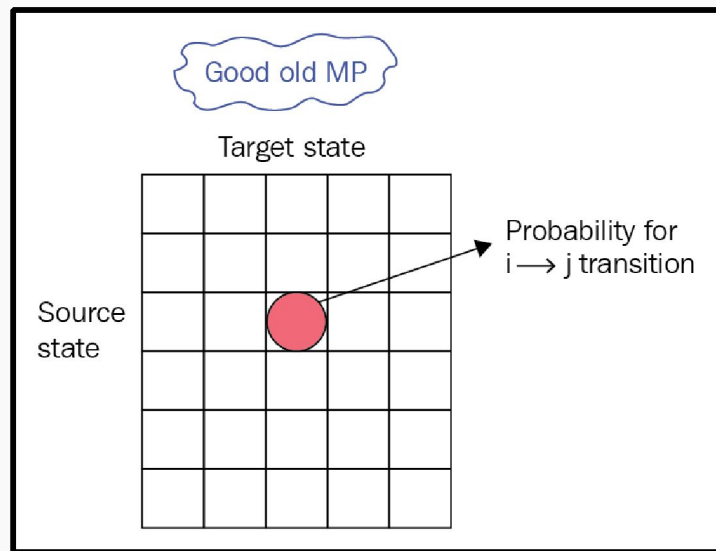 Good old MP
Target state
Probability for
i → j transition
Source
state